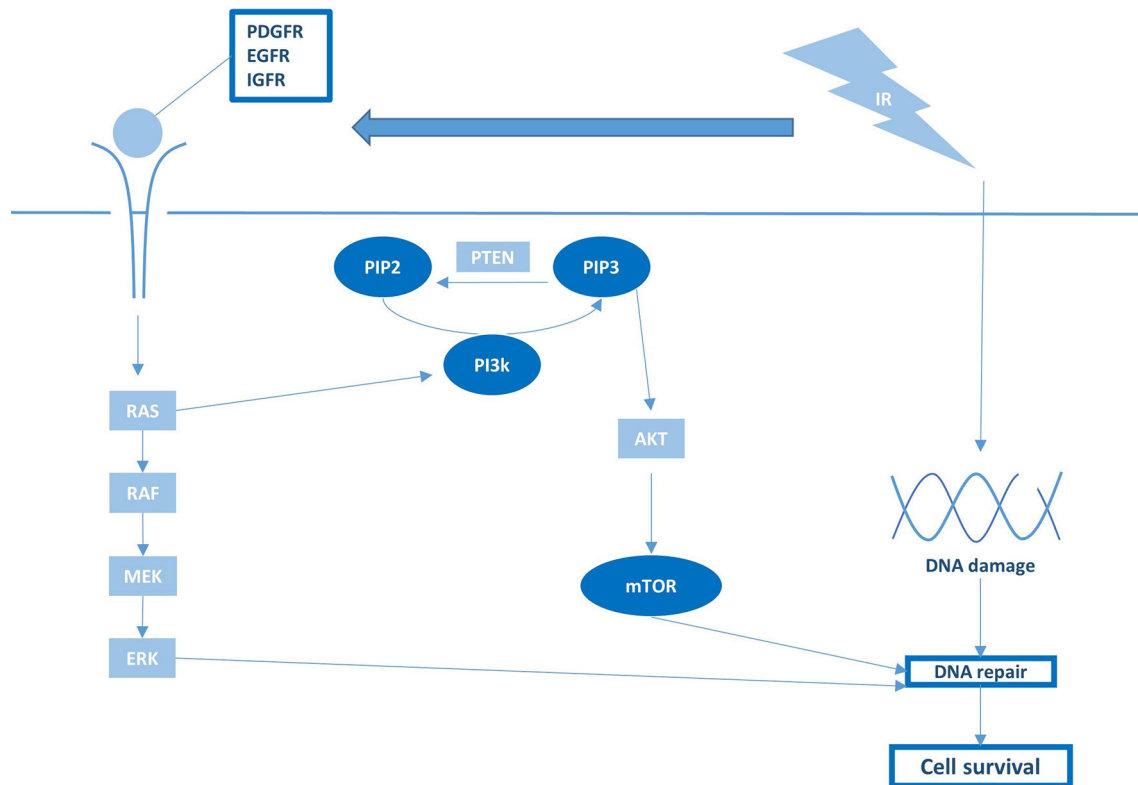 PDGFR
EGFR
IGFR
IR
PIP2
PTEN
PIP3
PI3k
RAS
AKT
RAF
MEK
mTOR
DNA damage
ERK
DNA repair
Cell survival